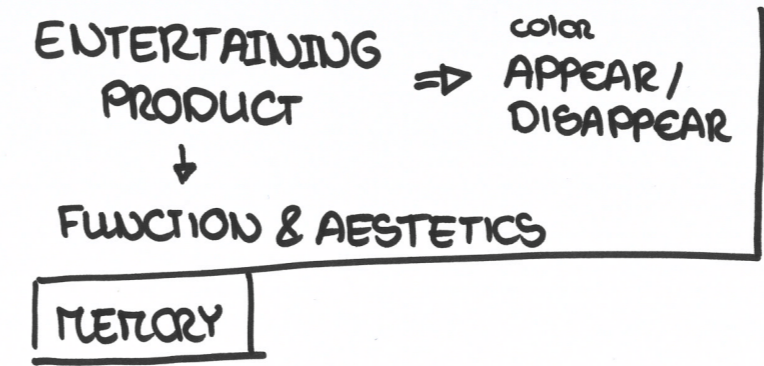 color
ENTERTAINING => APPEAR/
PRODUCT DISAPPEAR
↓
FUNCTION & AESTETICS
MEMORY